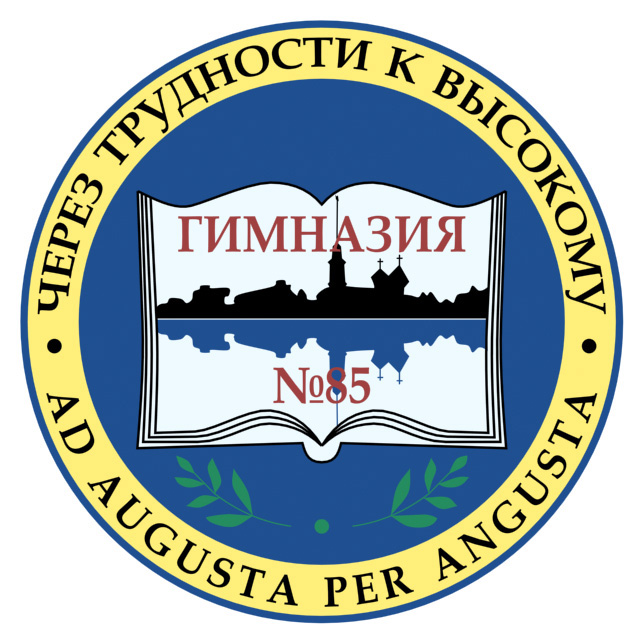 ЧЕРЕЗ ТРУДНОСТИ К ВЫСОКОМУ
ГИМНАЗИЯ
№85
AD AUGUSTA PER ANGUSTA